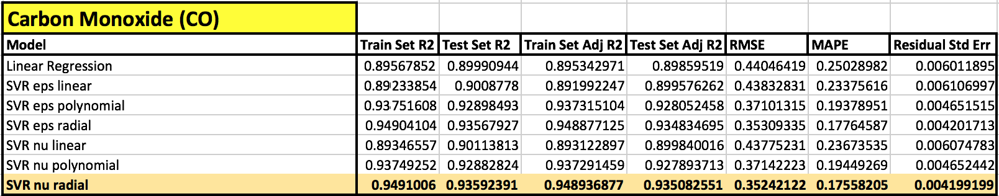 Carbon Monoxide (CO)
Model Train Set R2 Test Set R2 Train Set Adj R2 Test Set Adj R2 RMSE MAPE Residual Std Err
Linear Regression 0.89567852 0.89990944 0.895342971 0.89859519 0.44046419 0.25028982 0.006011895
SVR eps linear 0.89233854 0.9008778 0.891992247 0.899576262 0.43832831 0.23375616 0.006106997
SVR eps polynomial 0.93751608 0.92898493 0.937315104 0.928052458 0.37101315 0.19378951 0.004651515
SVR eps radial 0.94904104 0.93567927 0.948877125 0.934834695 0.35309335 0.17764587 0.004201713
SVR nu linear 0.89346557 0.90113813 0.893122897 0.899840016 0.43775231 0.23673535 0.006074783
SVR nu polynomial 0.93749252 0.92882824 0.937291459 0.927893713 0.37142223 0.19449269 0.004652442
SVR nu radial 0.9491006 0.93592391 0.948936877 0.935082551 0.35242122 0.17558205 0.004199199